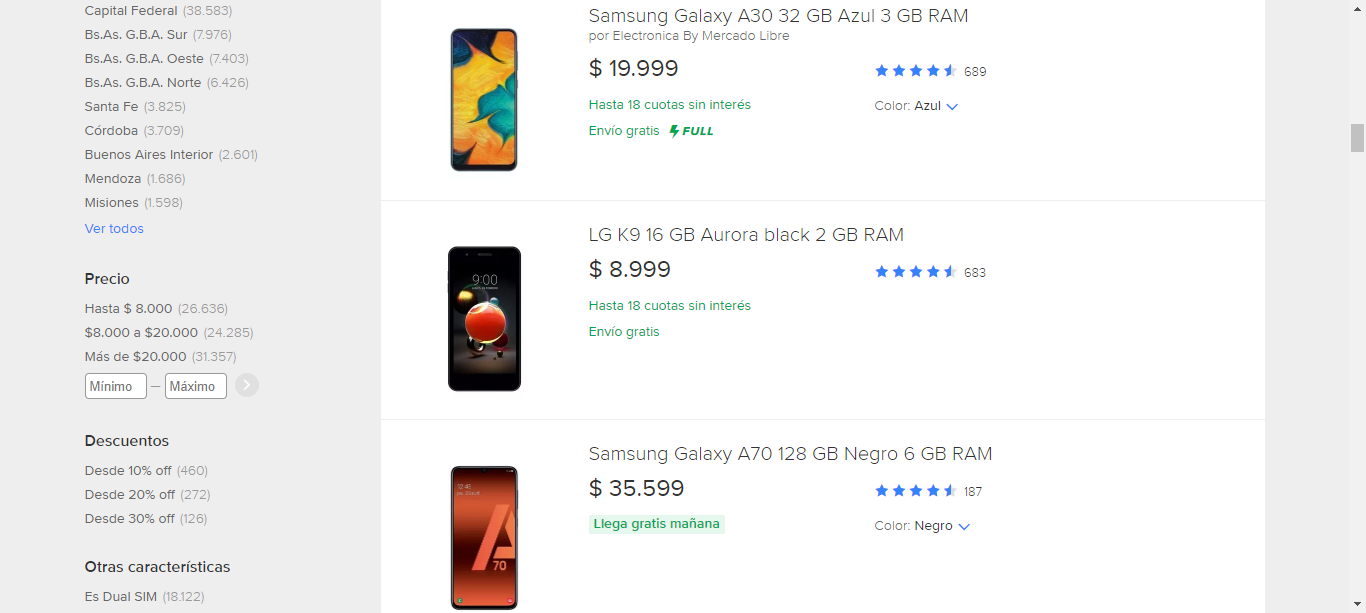 Capital Federal (38.583)
Bs.As. G.B.A. Sur (7.976)
Bs.As. G.B.A. Oeste (7.403)
Bs.As. G.B.A. Norte (6.426)
Santa Fe (3.825)
Córdoba (3.709)
Buenos Aires Interior (2.601)
Mendoza (1.686)
Misiones (1.598)
Ver todos
Precio
Hasta $ 8.000 (26.636)
$8.000 a $20.000 (24.285)
Más de $20.000 (31.357)
Mínimo – Máximo
Descuentos
Desde 10% off (460)
Desde 20% off (272)
Desde 30% off (126)
Otras características
Es Dual SIM (18.122)
Samsung Galaxy A30 32 GB Azul 3 GB RAM
por Electronica By Mercado Libre
$ 19.999
689
Hasta 18 cuotas sin interés
Color: Azul
Envío gratis FULL
9:00
LG K9 16 GB Aurora black 2 GB RAM
$ 8.999
683
Hasta 18 cuotas sin interés
Envío gratis
A
70
Samsung Galaxy A70 128 GB Negro 6 GB RAM
$ 35.599
187
Llega gratis mañana
Color: Negro